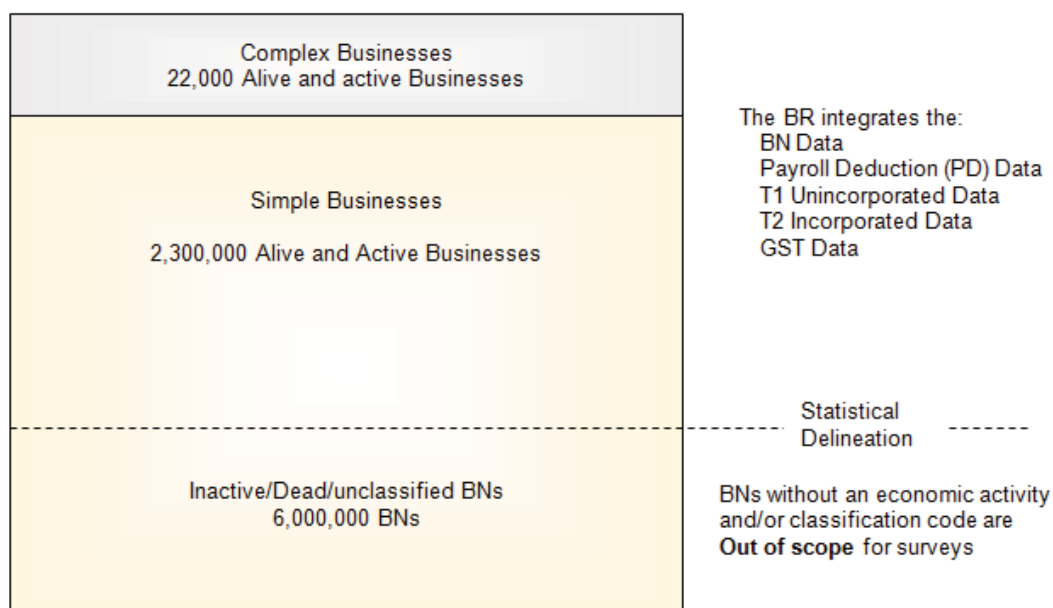 Complex Businesses
22,000 Alive and active Businesses
Simple Businesses
2,300,000 Alive and Active Businesses
The BR integrates the:
BN Data
Payroll Deduction (PD) Data
T1 Unincorporated Data
T2 Incorporated Data
GST Data
Statistical
Delineation
Inactive/Dead/unclassified BNs
6,000,000 BNs
BNs without an economic activity
and/or classification code are
Out of scope for surveys